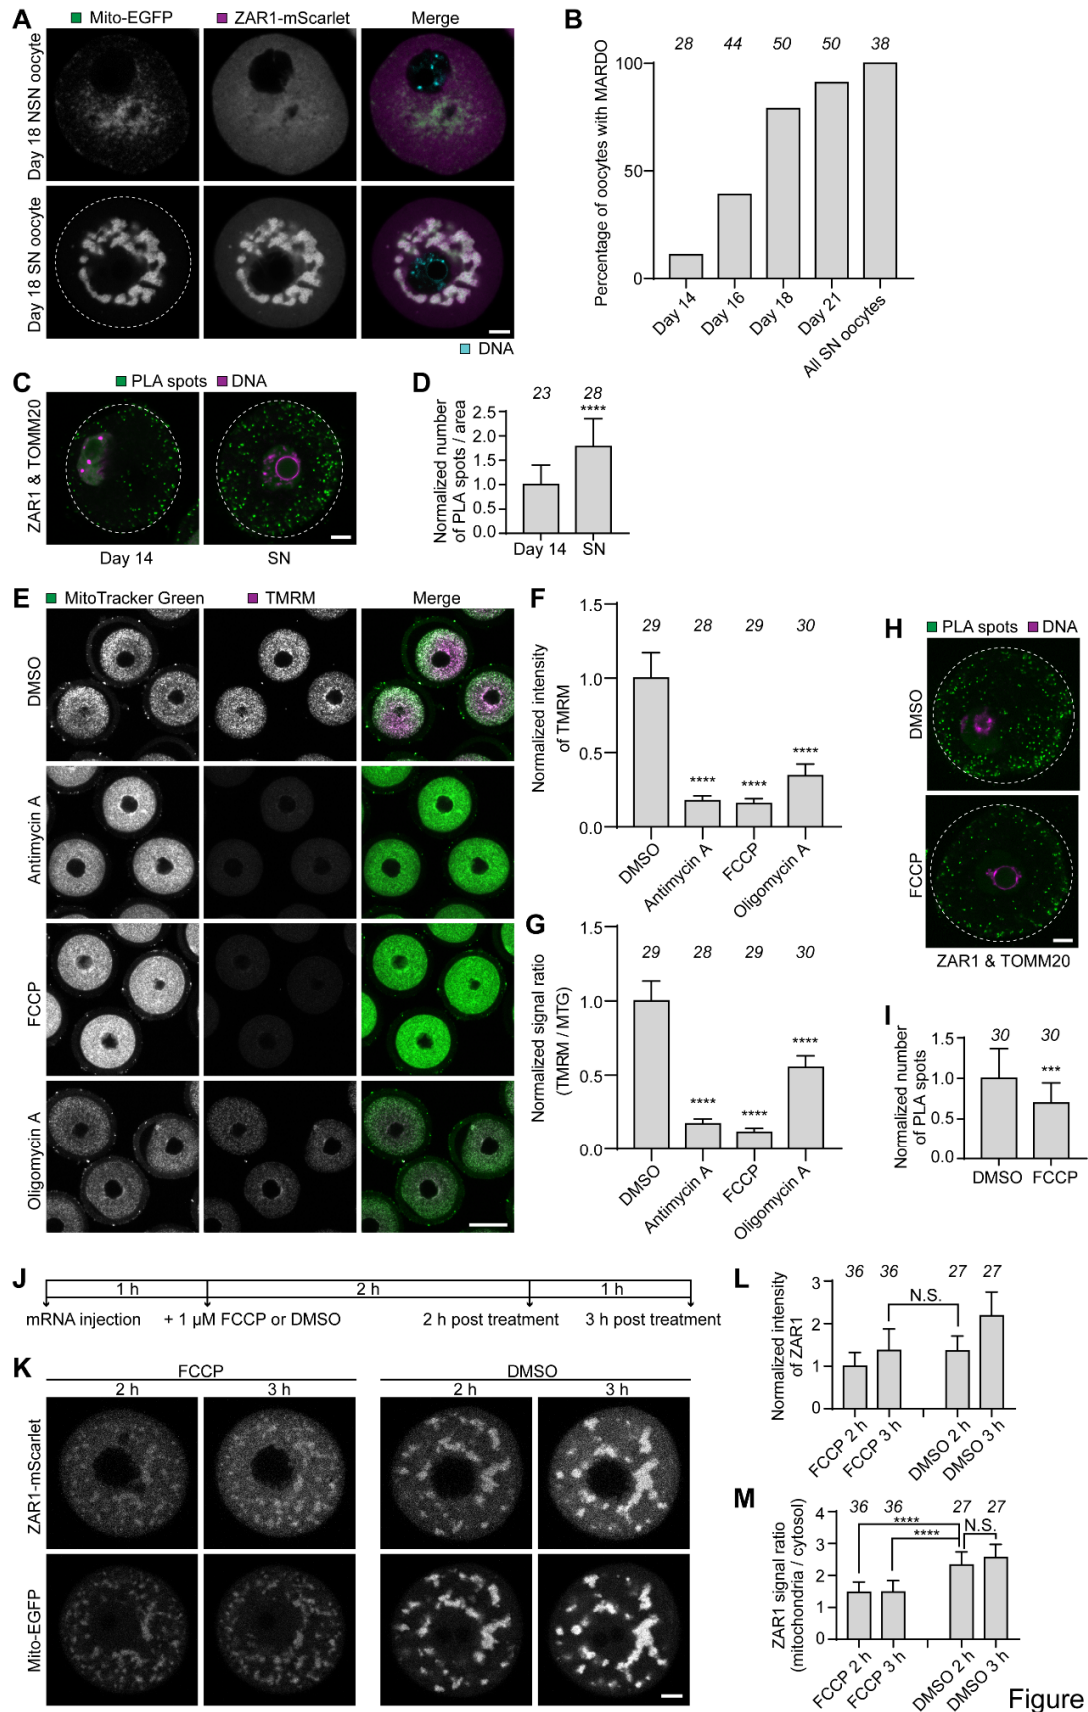 A
Mito-EGFP
ZAR1-mScarlet
Merge
Day 18 NSN oocyte
Day 18 SN oocyte
DNA
B
28 44 50 50 38
Percentage of oocytes with MARDO
100
50
0
Day 14
Day 16
Day 18
Day 21
All SN oocytes
C
PLA spots
DNA
ZAR1 & TOMM20
Day 14
SN
D
23 28
****
Normalized number
of PLA spots / area
2.5
2.0
1.5
1.0
0.5
0.0
Day 14
SN
E
MitoTracker Green
TMRM
Merge
DMSO
Antimycin A
FCCP
Oligomycin A
F
29 28 29 30
Normalized intensity
of TMRM
1.5
1.0
0.5
0.0
**** **** ****
DMSO
Antimycin A
FCCP
Oligomycin A
G
29 28 29 30
Normalized signal ratio
(TMRM / MTG)
1.5
1.0
0.5
0.0
**** **** ****
DMSO
Antimycin A
FCCP
Oligomycin A
H
PLA spots
DNA
DMSO
FCCP
ZAR1 & TOMM20
I
30 30
***
Normalized number
of PLA spots
1.5
1.0
0.5
0.0
DMSO
FCCP
J
1 h 2 h 1 h
mRNA injection
+ 1 µM FCCP or DMSO
2 h post treatment
3 h post treatment
K
FCCP
DMSO
2 h 3 h 2 h 3 h
ZAR1-mScarlet
Mito-EGFP
L
36 36 27 27
N.S.
Normalized intensity
of ZAR1
3
2
1
0
FCCP 2 h
FCCP 3 h
DMSO 2 h
DMSO 3 h
M
36 36 27 27
****
****
N.S.
ZAR1 signal ratio
(mitochondria / cytosol)
4
3
2
1
0
FCCP 2 h
FCCP 3 h
DMSO 2 h
DMSO 3 h
Figure